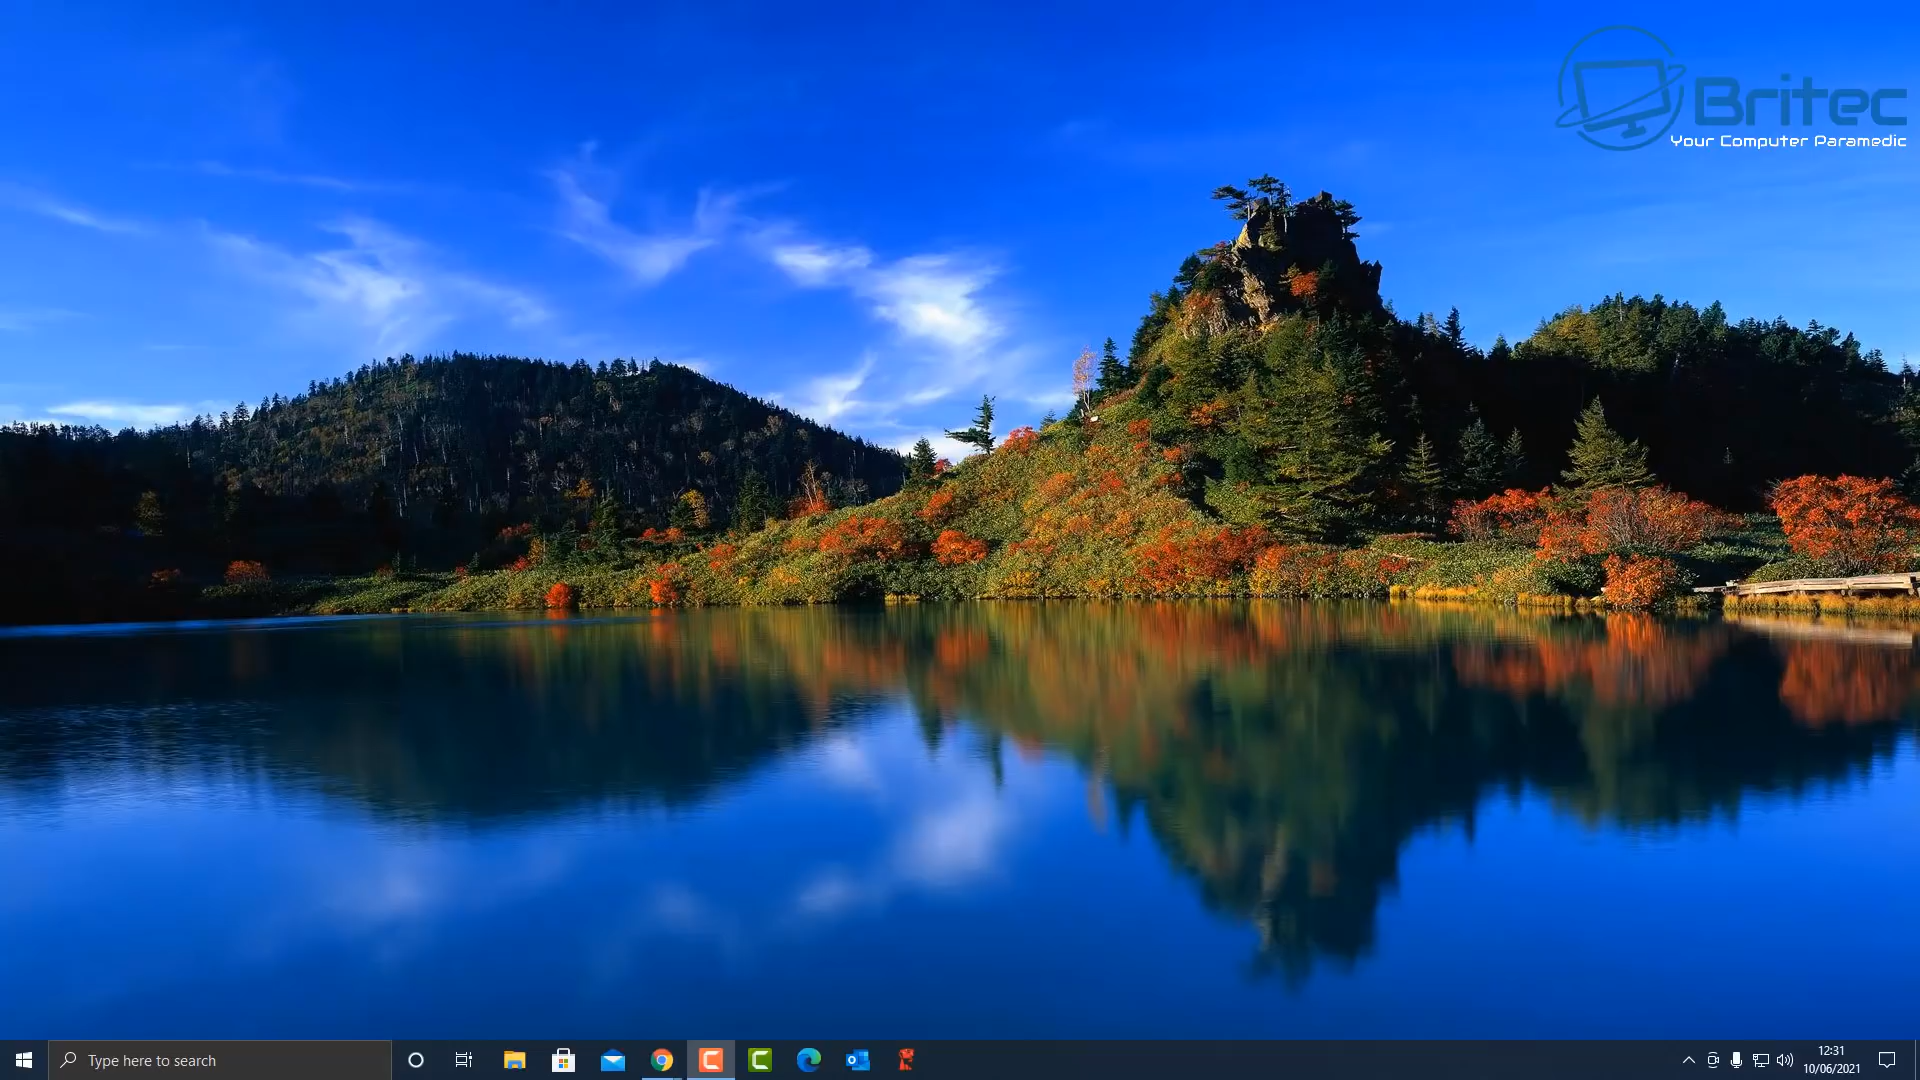 Britec
Your Computer Paramedic
Type here to search
12:31
10/06/2021